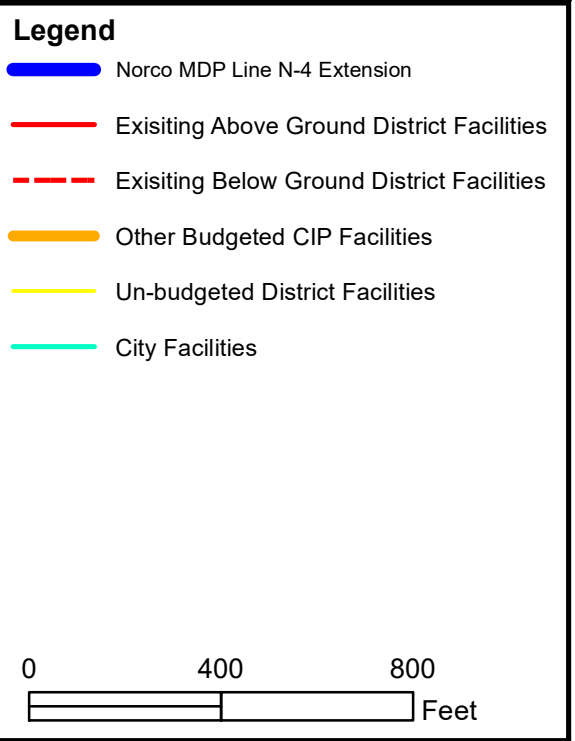 Legend
Norco MDP Line N-4 Extension
Exisiting Above Ground District Facilities
Exisiting Below Ground District Facilities
Other Budgeted CIP Facilities
Un-budgeted District Facilities
City Facilities
0 400 800
Feet